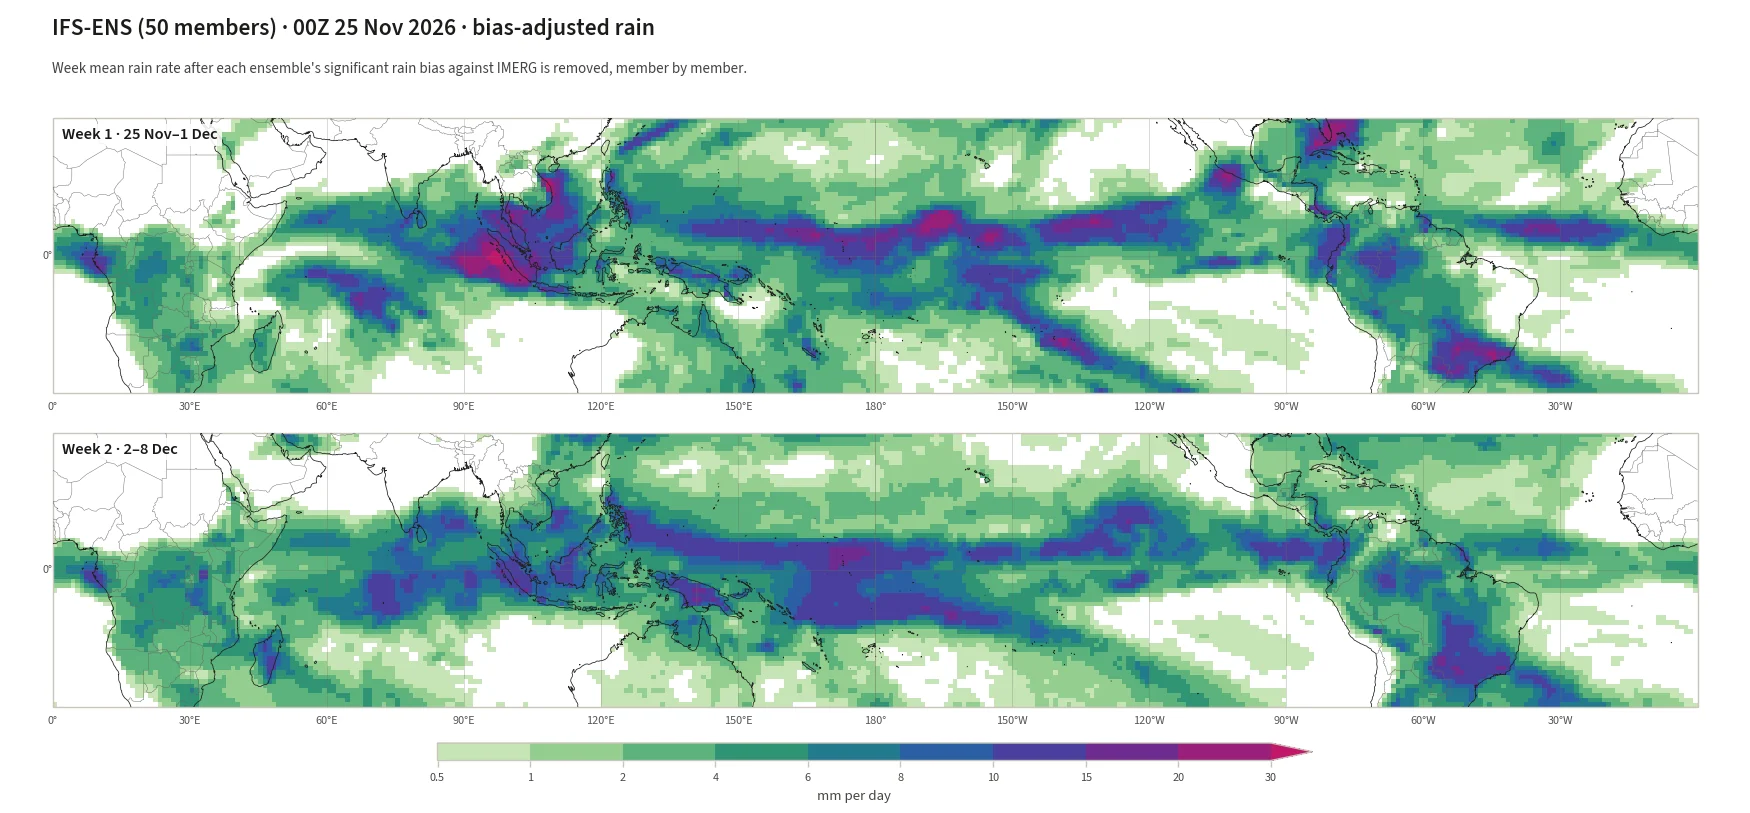 IFS-ENS (50 members) · 00Z 25 Nov 2026 · bias-adjusted rain
Week mean rain rate after each ensemble's significant rain bias against IMERG is removed, member by member.
Week 1 · 25 Nov–1 Dec
0°
0° 30°E 60°E 90°E 120°E 150°E 180° 150°W 120°W 90°W 60°W 30°W
Week 2 · 2–8 Dec
0°
0° 30°E 60°E 90°E 120°E 150°E 180° 150°W 120°W 90°W 60°W 30°W
0.5 1 2 4 6 8 10 15 20 30
mm per day